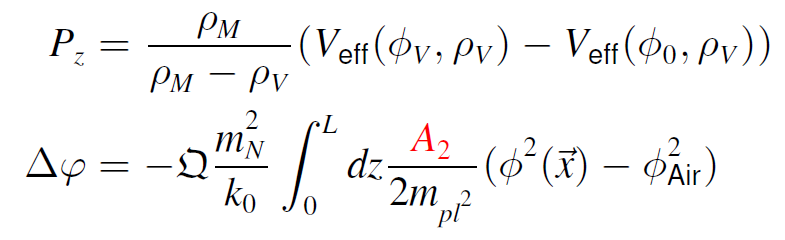 P_z = \frac{\rho_M}{\rho_M - \rho_V} (V_{\text{eff}}(\phi_V, \rho_V) - V_{\text{eff}}(\phi_0, \rho_V))
\Delta\varphi = -\mathfrak{Q} \frac{m_N^2}{k_0} \int_0^L dz \frac{A_2}{2m_{pl^2}} (\phi^2(\vec{x}) - \phi_{\text{Air}}^2)